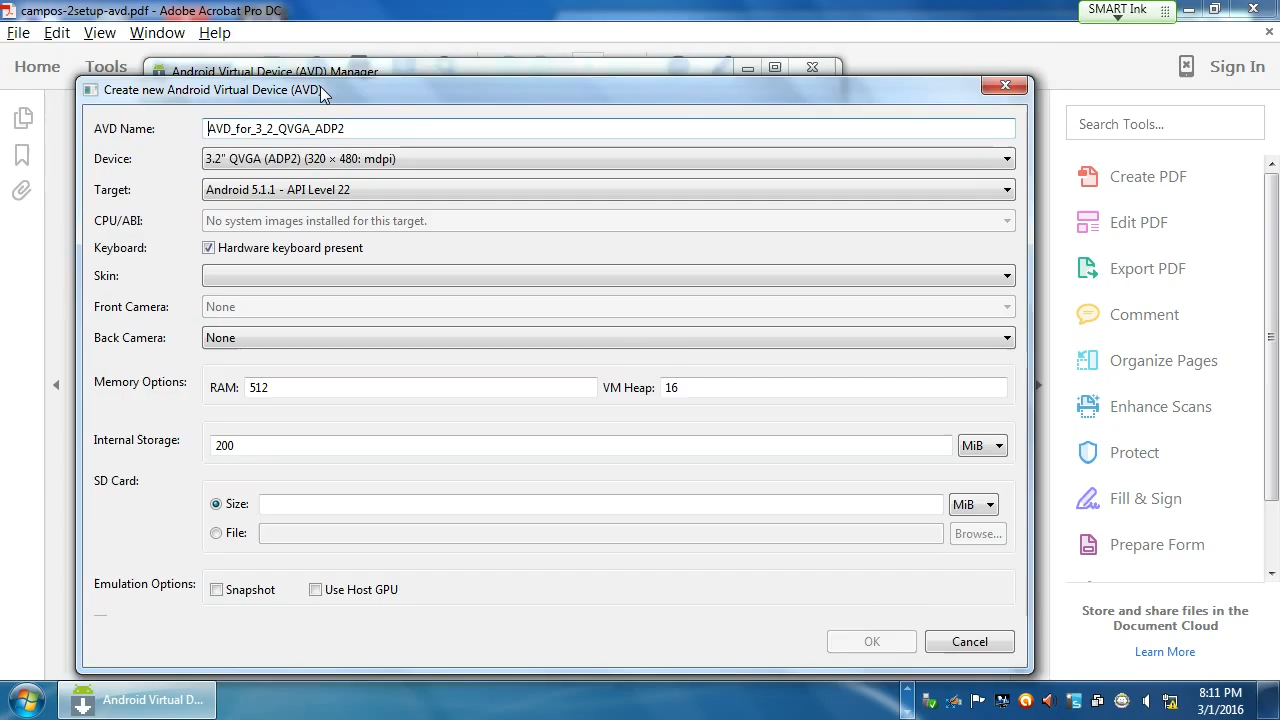 campos-2setup-avd.pdf - Adobe Acrobat Pro DC
SMART Ink
File Edit View Window Help
Home Tools
Sign In
Android Virtual Device (AVD) Manager
Create new Android Virtual Device (AVD)
AVD Name: AVD_for_3_2_QVGA_ADP2
Device: 3.2" QVGA (ADP2) (320 × 480: mdpi)
Target: Android 5.1.1 - API Level 22
CPU/ABI: No system images installed for this target.
Keyboard: Hardware keyboard present
Skin:
Front Camera: None
Back Camera: None
Memory Options: RAM: 512 VM Heap: 16
Internal Storage: 200 MiB
SD Card:
Size: MiB
File: Browse...
Emulation Options: Snapshot Use Host GPU
OK Cancel
Search Tools...
Create PDF
Edit PDF
Export PDF
Comment
Organize Pages
Enhance Scans
Protect
Fill & Sign
Prepare Form
Store and share files in the
Document Cloud
Learn More
Android Virtual D...
8:11 PM
3/1/2016